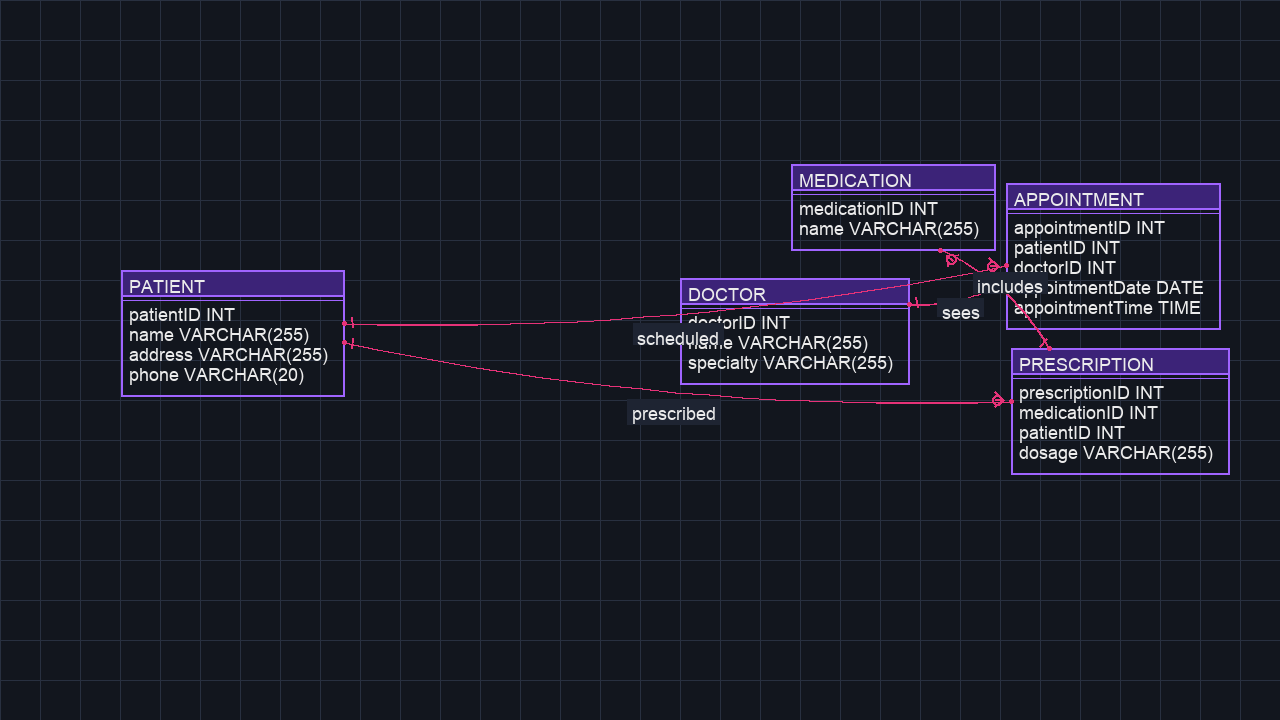 MEDICATION
medicationID INT
name VARCHAR(255)
APPOINTMENT
appointmentID INT
patientID INT
doctorID INT
ointmentDate DATE
appointmentTime TIME
includes
sees
PATIENT
patientID INT
name VARCHAR(255)
address VARCHAR(255)
phone VARCHAR(20)
DOCTOR
doctorID INT
name VARCHAR(255)
specialty VARCHAR(255)
scheduled
prescribed
PRESCRIPTION
prescriptionID INT
medicationID INT
patientID INT
dosage VARCHAR(255)